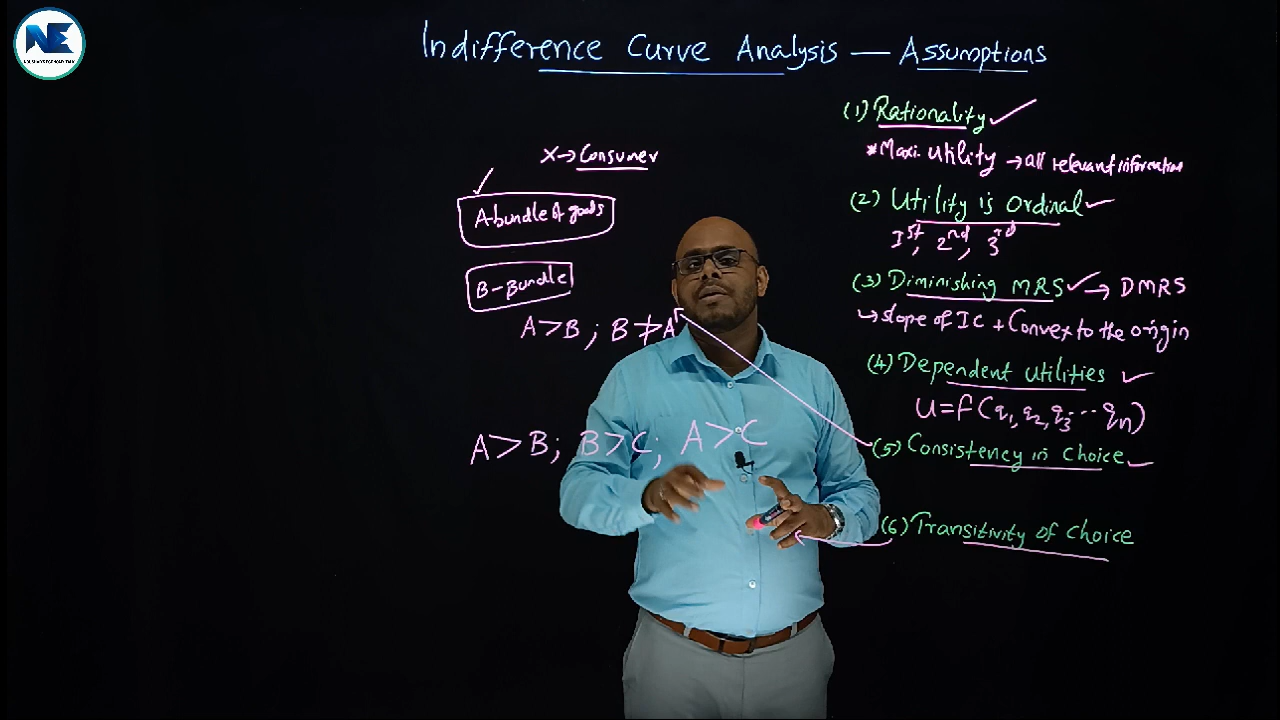 NE
Indifference Curve Analysis — Assumptions
X→Consumer
A-bundle of goods
B-Bundle
A>B; B≯A
A>B; B>C; A>C
(1) Rationality
*Maxi. Utility → all relevant information
(2) Utility is Ordinal
1st, 2nd, 3rd
(3) Diminishing MRS → DMRS
↳slope of IC + Convex to the origin
(4) Dependent Utilities
U=f(q1, q2, q3 ... qn)
(5) Consistency in Choice
(6) Transitivity of Choice